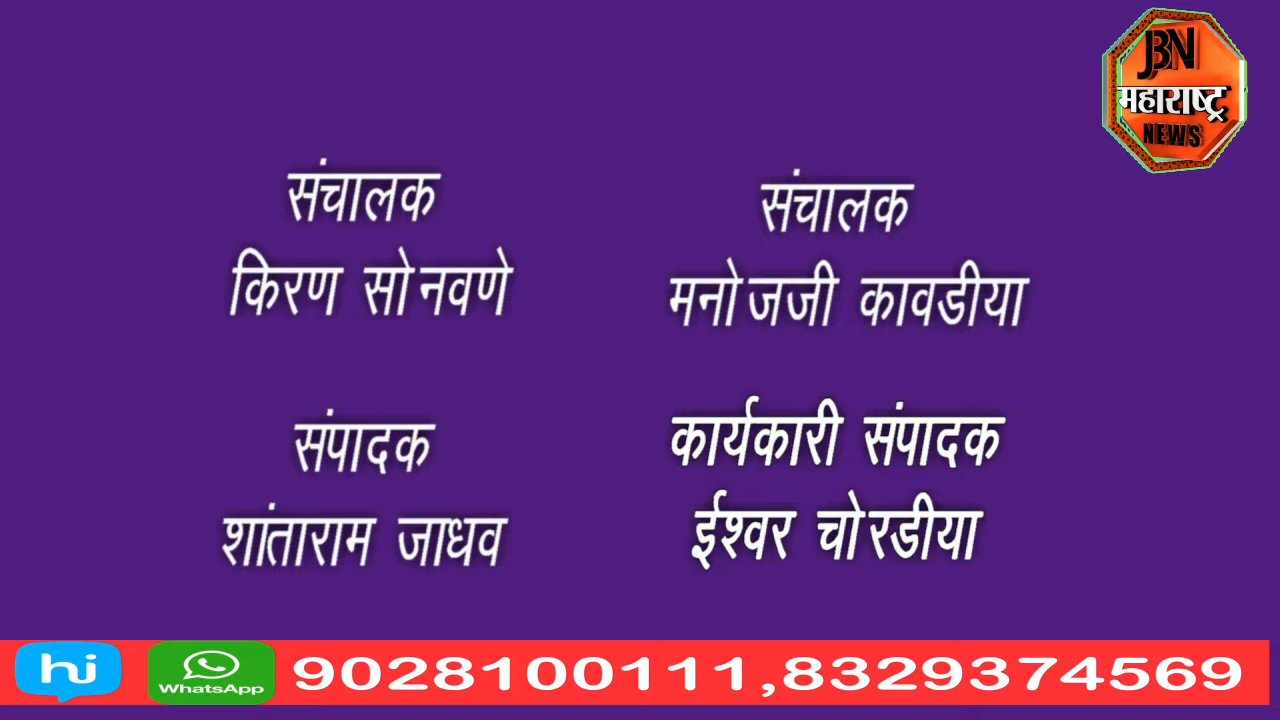 JBN
महाराष्ट्र
NEWS
संचालक
किरण सोनवणे
संचालक
मनोजजी कावडीया
संपादक
शांताराम जाधव
कार्यकारी संपादक
ईश्वर चोरडीया
hi
WhatsApp
9028100111,8329374569